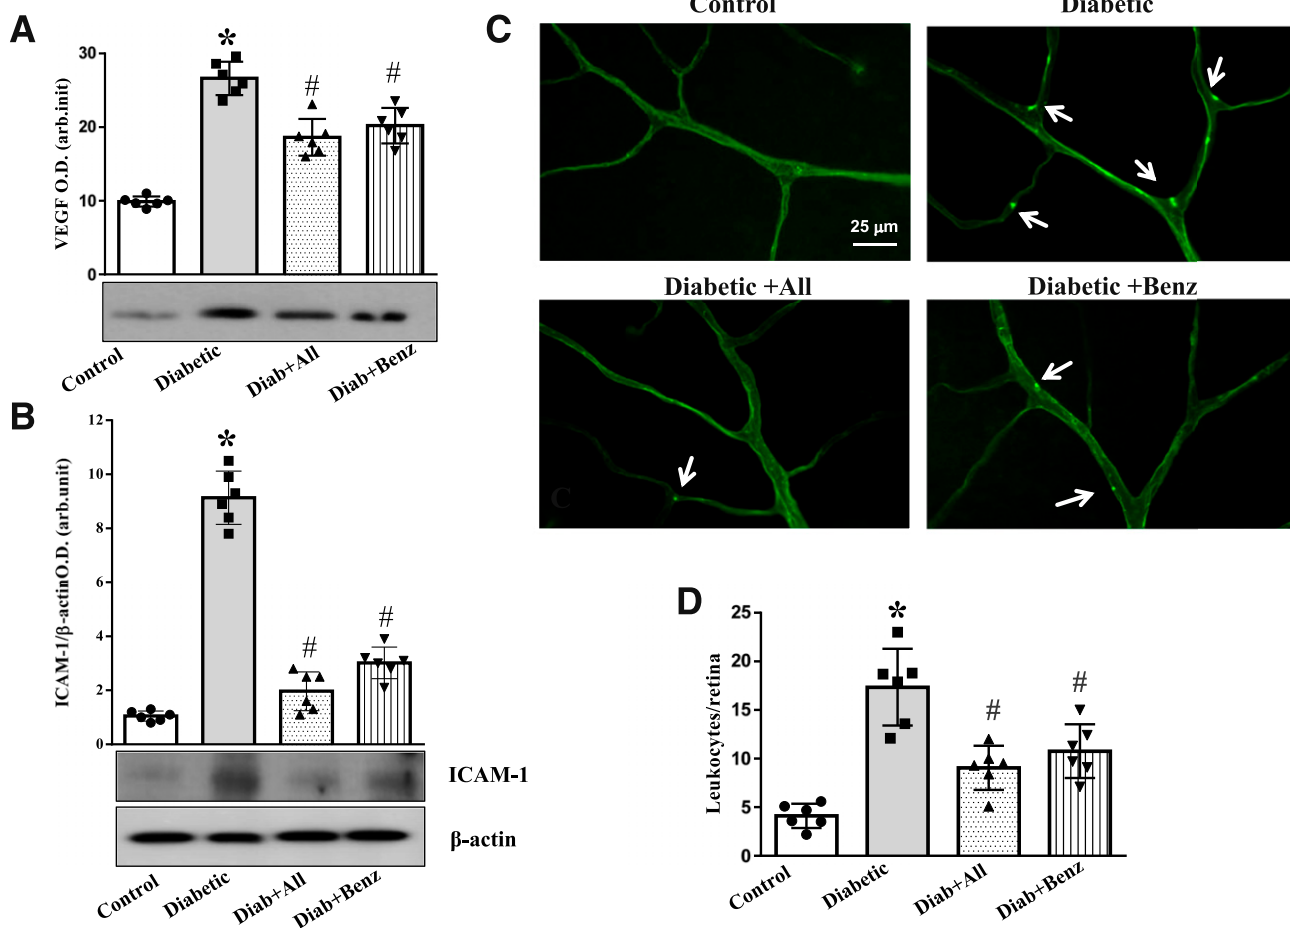 A
VEGF O.D. (arb.init)
30
20
10
0
*
#
#
Control
Diabetic
Diab+All
Diab+Benz
B
ICAM-1/β-actinO.D. (arb.unit)
12
10
8
6
4
2
0
*
#
#
ICAM-1
β-actin
Control
Diabetic
Diab+All
Diab+Benz
C
Control
Diabetic
25 µm
Diabetic +All
Diabetic +Benz
C
D
Leukocytes/retina
25
20
15
10
5
0
*
#
#
Control
Diabetic
Diab+All
Diab+Benz